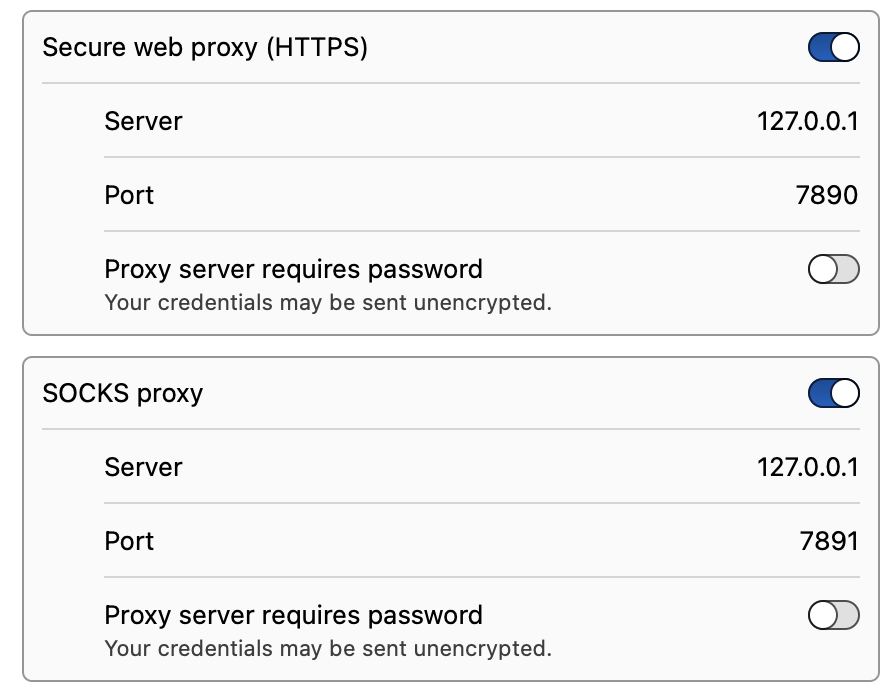 Secure web proxy (HTTPS)
Server 127.0.0.1
Port 7890
Proxy server requires password
Your credentials may be sent unencrypted.
SOCKS proxy
Server 127.0.0.1
Port 7891
Proxy server requires password
Your credentials may be sent unencrypted.